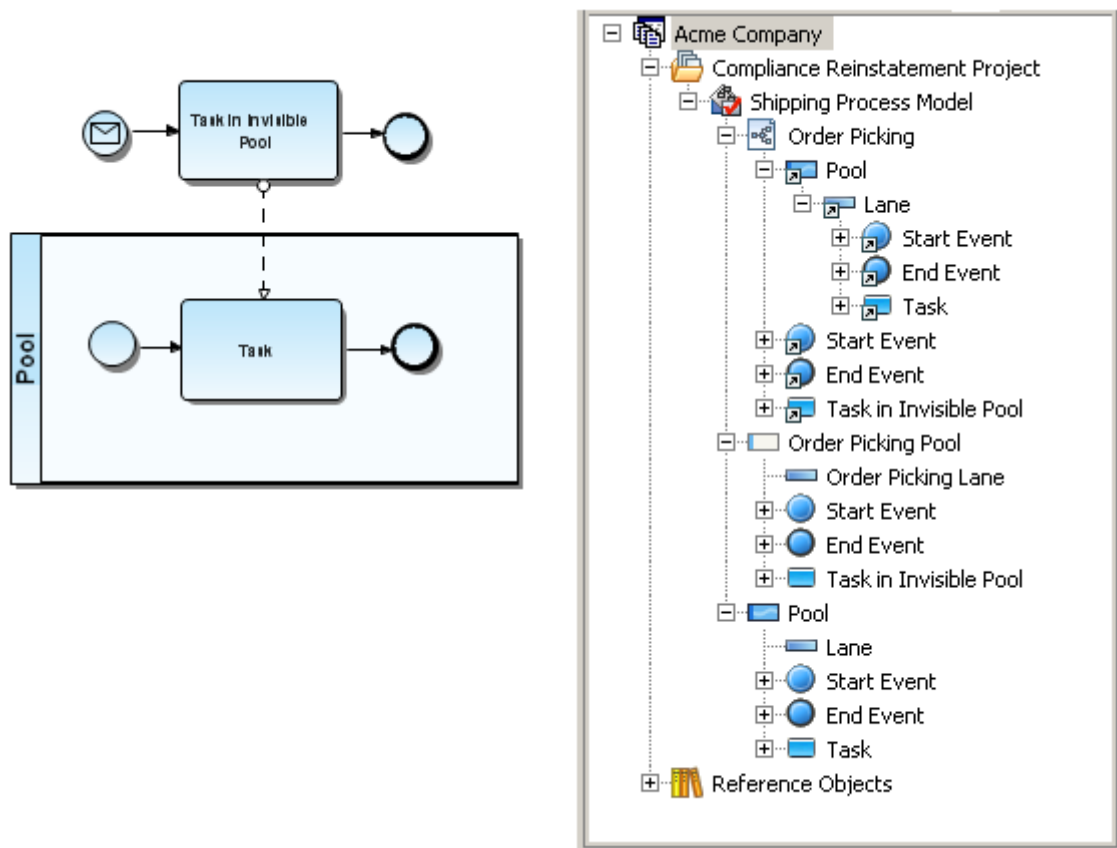 Task in Invisible
Pool
Pool
Task
Acme Company
Compliance Reinstatement Project
Shipping Process Model
Order Picking
Pool
Lane
Start Event
End Event
Task
Start Event
End Event
Task in Invisible Pool
Order Picking Pool
Order Picking Lane
Start Event
End Event
Task in Invisible Pool
Pool
Lane
Start Event
End Event
Task
Reference Objects